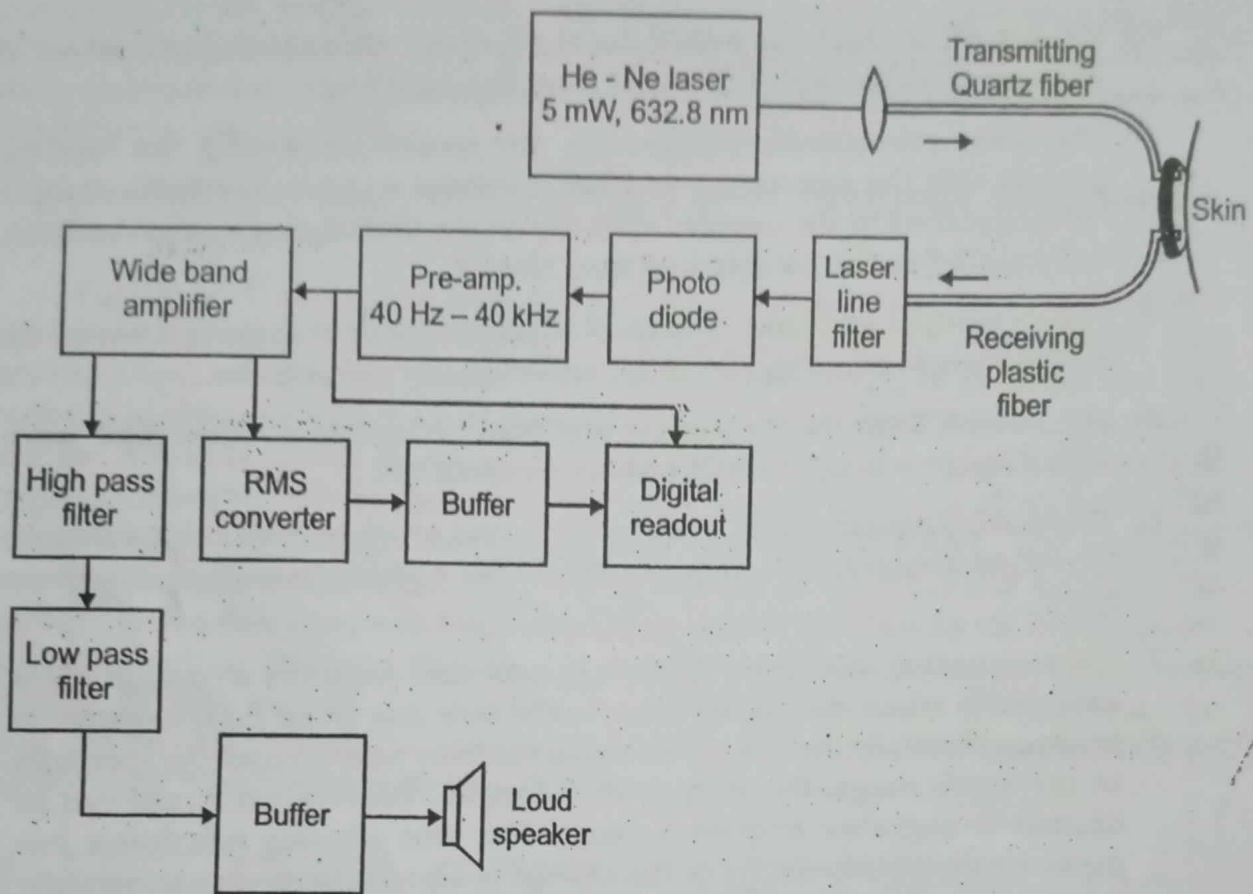 He - Ne laser
5 mW, 632.8 nm
Transmitting
Quartz fiber
Skin
Wide band
amplifier
Pre-amp.
40 Hz – 40 kHz
Photo
diode
Laser
line
filter
Receiving
plastic
fiber
High pass
filter
RMS
converter
Buffer
Digital
readout
Low pass
filter
Buffer
Loud
speaker